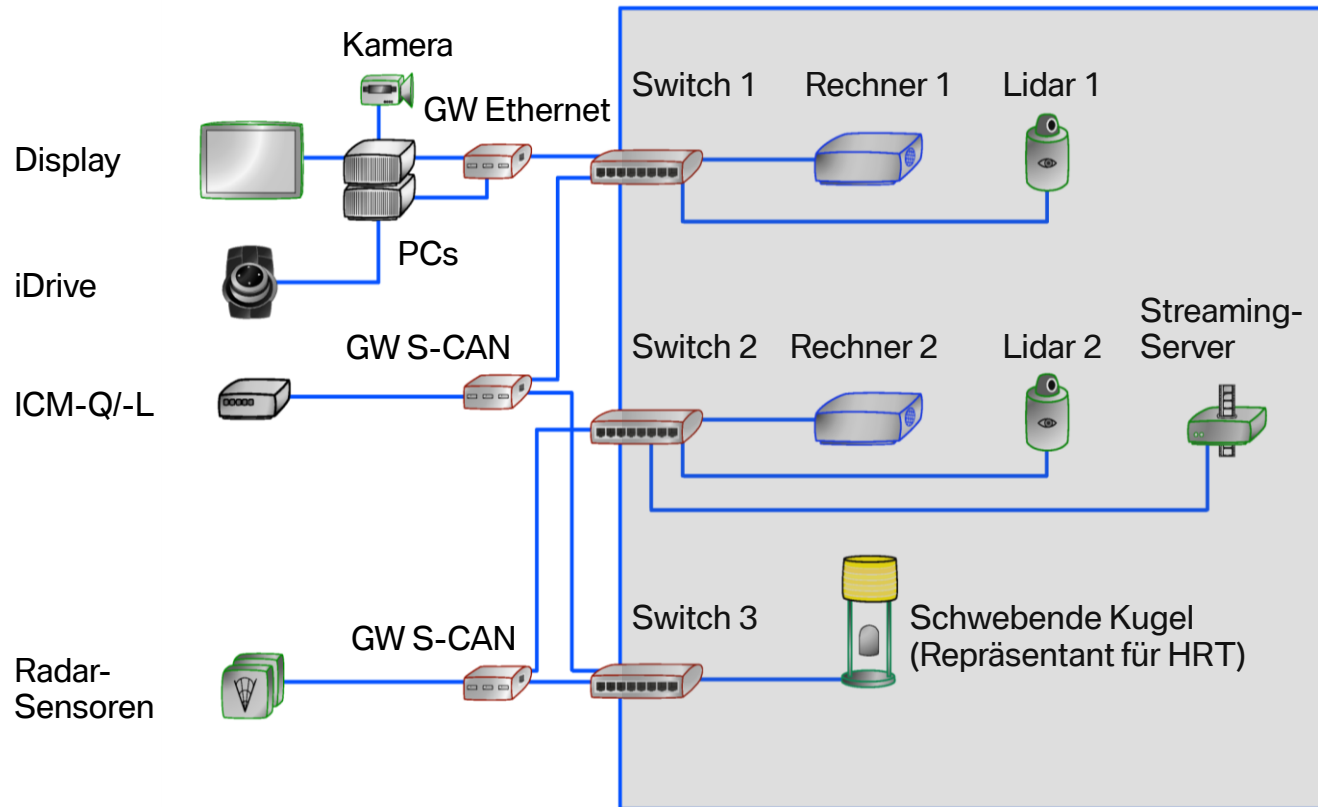 Kamera
GW Ethernet
Switch 1
Rechner 1
Lidar 1
Display
PCs
iDrive
Streaming-
Server
GW S-CAN
Switch 2
Rechner 2
Lidar 2
ICM-Q/-L
Switch 3
Schwebende Kugel
(Repräsentant für HRT)
GW S-CAN
Radar-
Sensoren